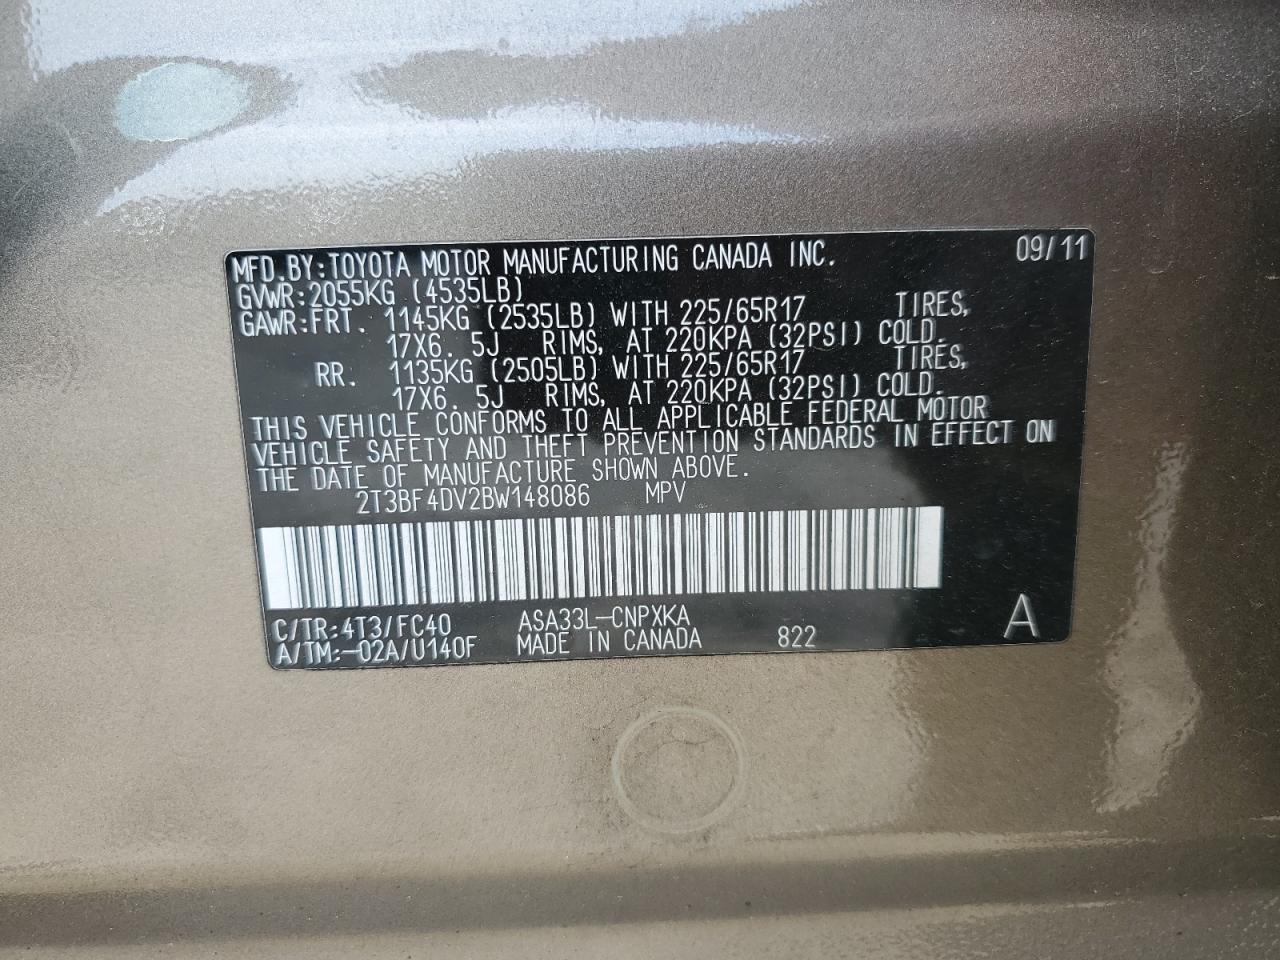 MFD.BY:TOYOTA MOTOR MANUFACTURING CANADA INC. 09/11
GVWR:2055KG (4535LB)
GAWR:FRT. 1145KG (2535LB) WITH 225/65R17 TIRES,
17X6.5J RIMS, AT 220KPA (32PSI) COLD.
RR. 1135KG (2505LB) WITH 225/65R17 TIRES,
17X6.5J RIMS, AT 220KPA (32PSI) COLD.
THIS VEHICLE CONFORMS TO ALL APPLICABLE FEDERAL MOTOR
VEHICLE SAFETY AND THEFT PREVENTION STANDARDS IN EFFECT ON
THE DATE OF MANUFACTURE SHOWN ABOVE.
2T3BF4DV2BW148086 MPV
C/TR:4T3/FC40 ASA33L-CNPXKA A
A/TM:-02A/U140F MADE IN CANADA 822